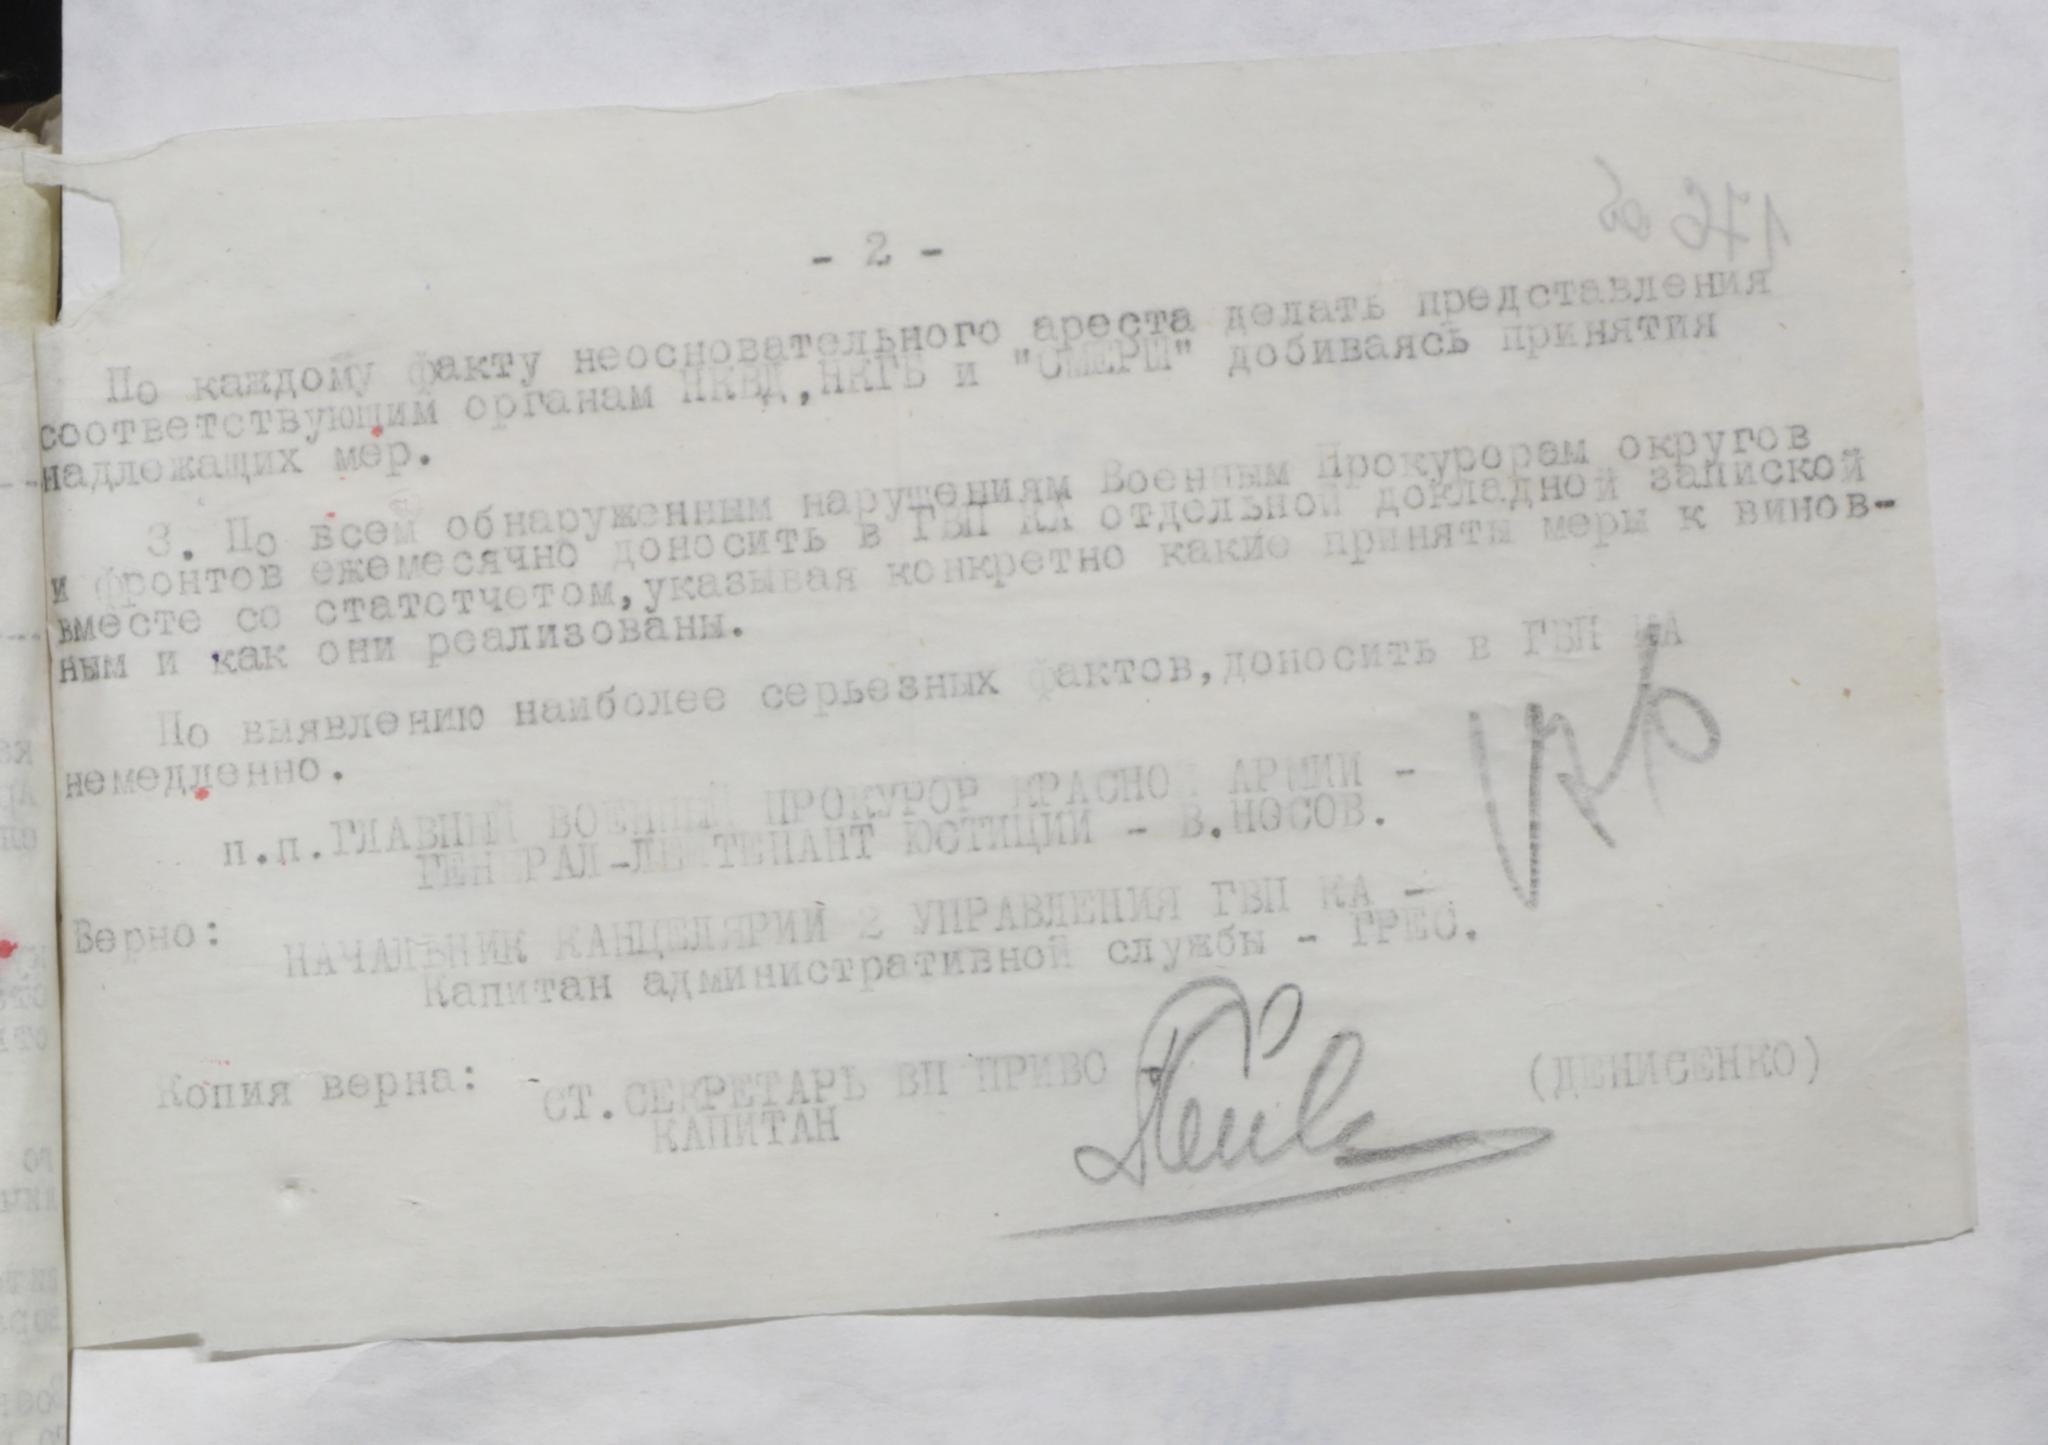 - 2 -
По каждому факту неосновательного ареста делать представления
соответствующим органам НКВД,НКГБ и "СМЕРШ" добиваясь принятия
надлежащих мер.
3. По всем обнаруженным нарушениям Военным Прокурорам округов
и фронтов ежемесячно доносить в ГВП КА отдельной докладной запиской
вместе со статотчетом,указывая конкретно какие приняты меры к винов-
ным и как они реализованы.
По выявлению наиболее серьезных фактов,доносить в ГВП КА
немедленно.
п.п.ГЛАВНЫЙ ВОЕННЫЙ ПРОКУРОР КРАСНОЙ АРМИИ -
ГЕНЕРАЛ-ЛЕЙТЕНАНТ ЮСТИЦИИ - В.НОСОВ.
Верно:
НАЧАЛЬНИК КАНЦЕЛЯРИИ 2 УПРАВЛЕНИЯ ГВП КА -
Капитан административной службы - ГРЕС.
Копия верна: - СТ.СЕКРЕТАРЬ ВП ПРИВО (ДЕНИСЕНКО)
КАПИТАН